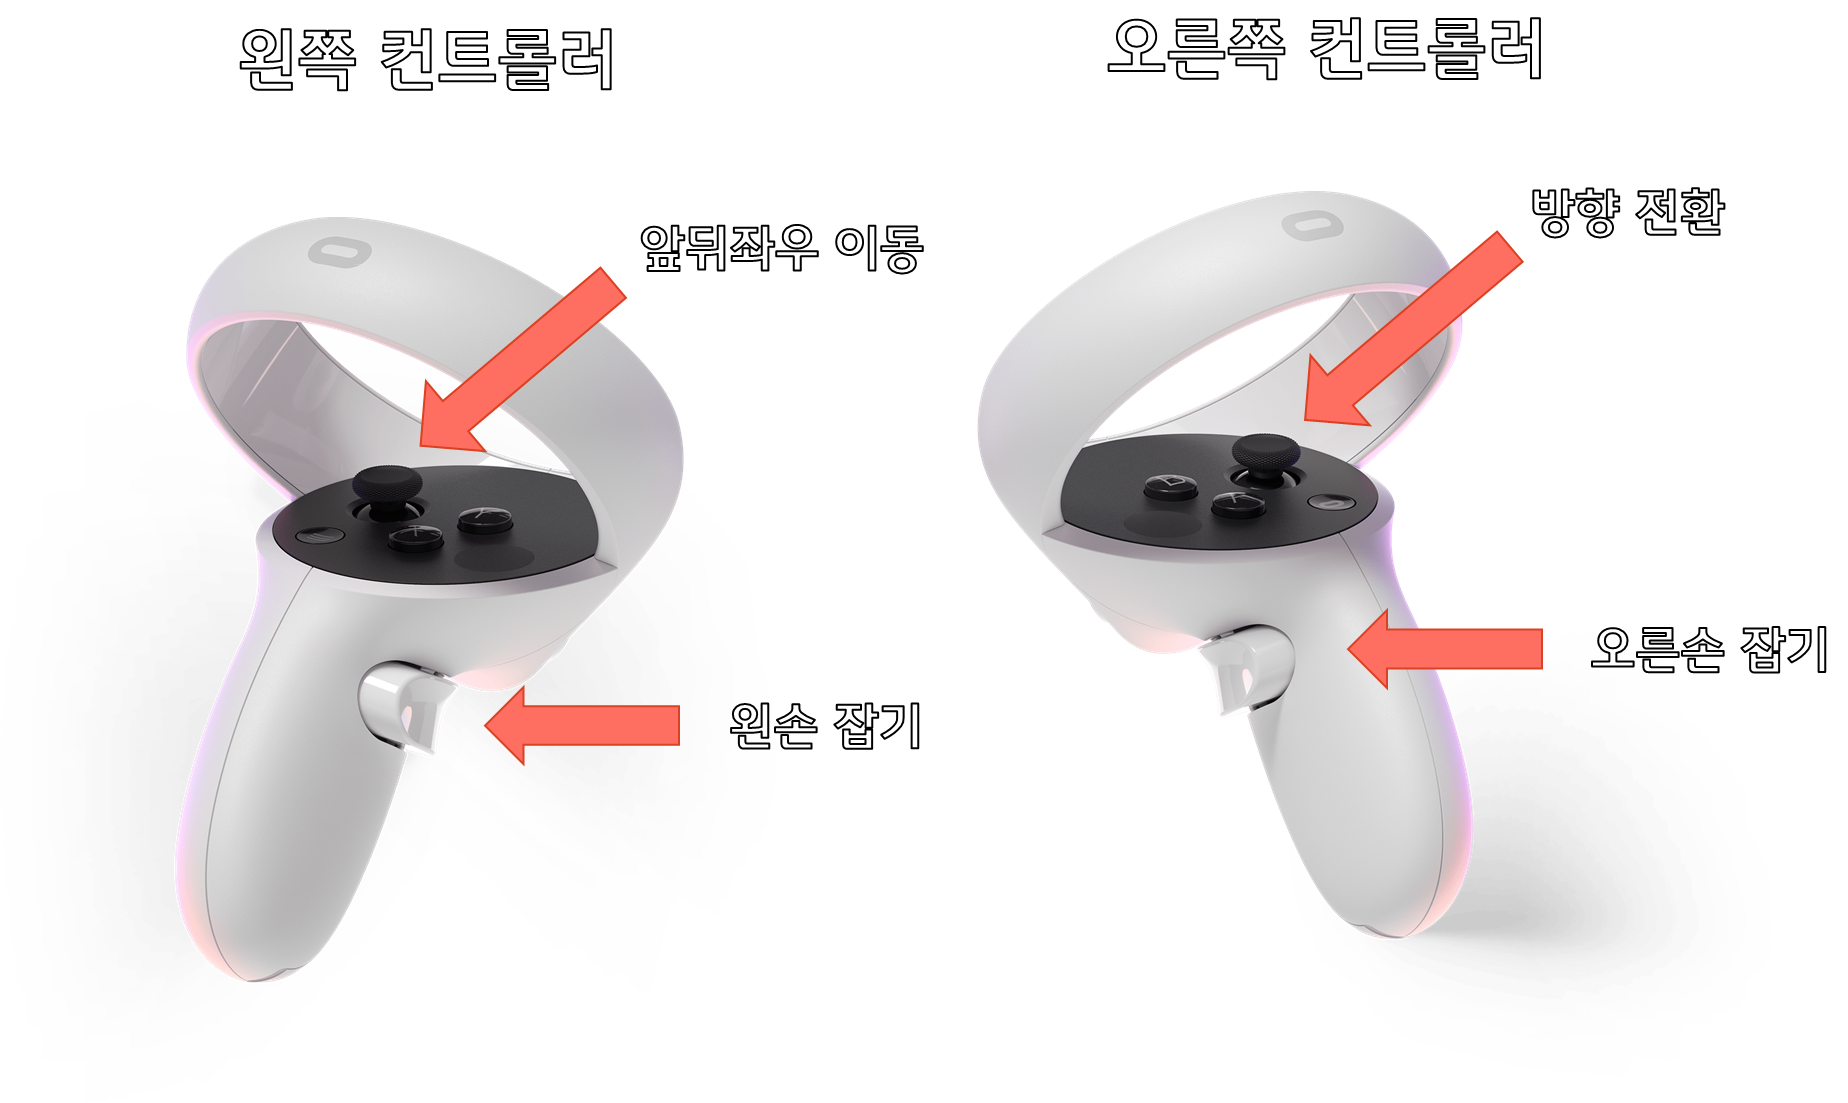 왼쪽 컨트롤러
오른쪽 컨트롤러
앞뒤좌우 이동
방향 전환
왼손 잡기
오른손 잡기